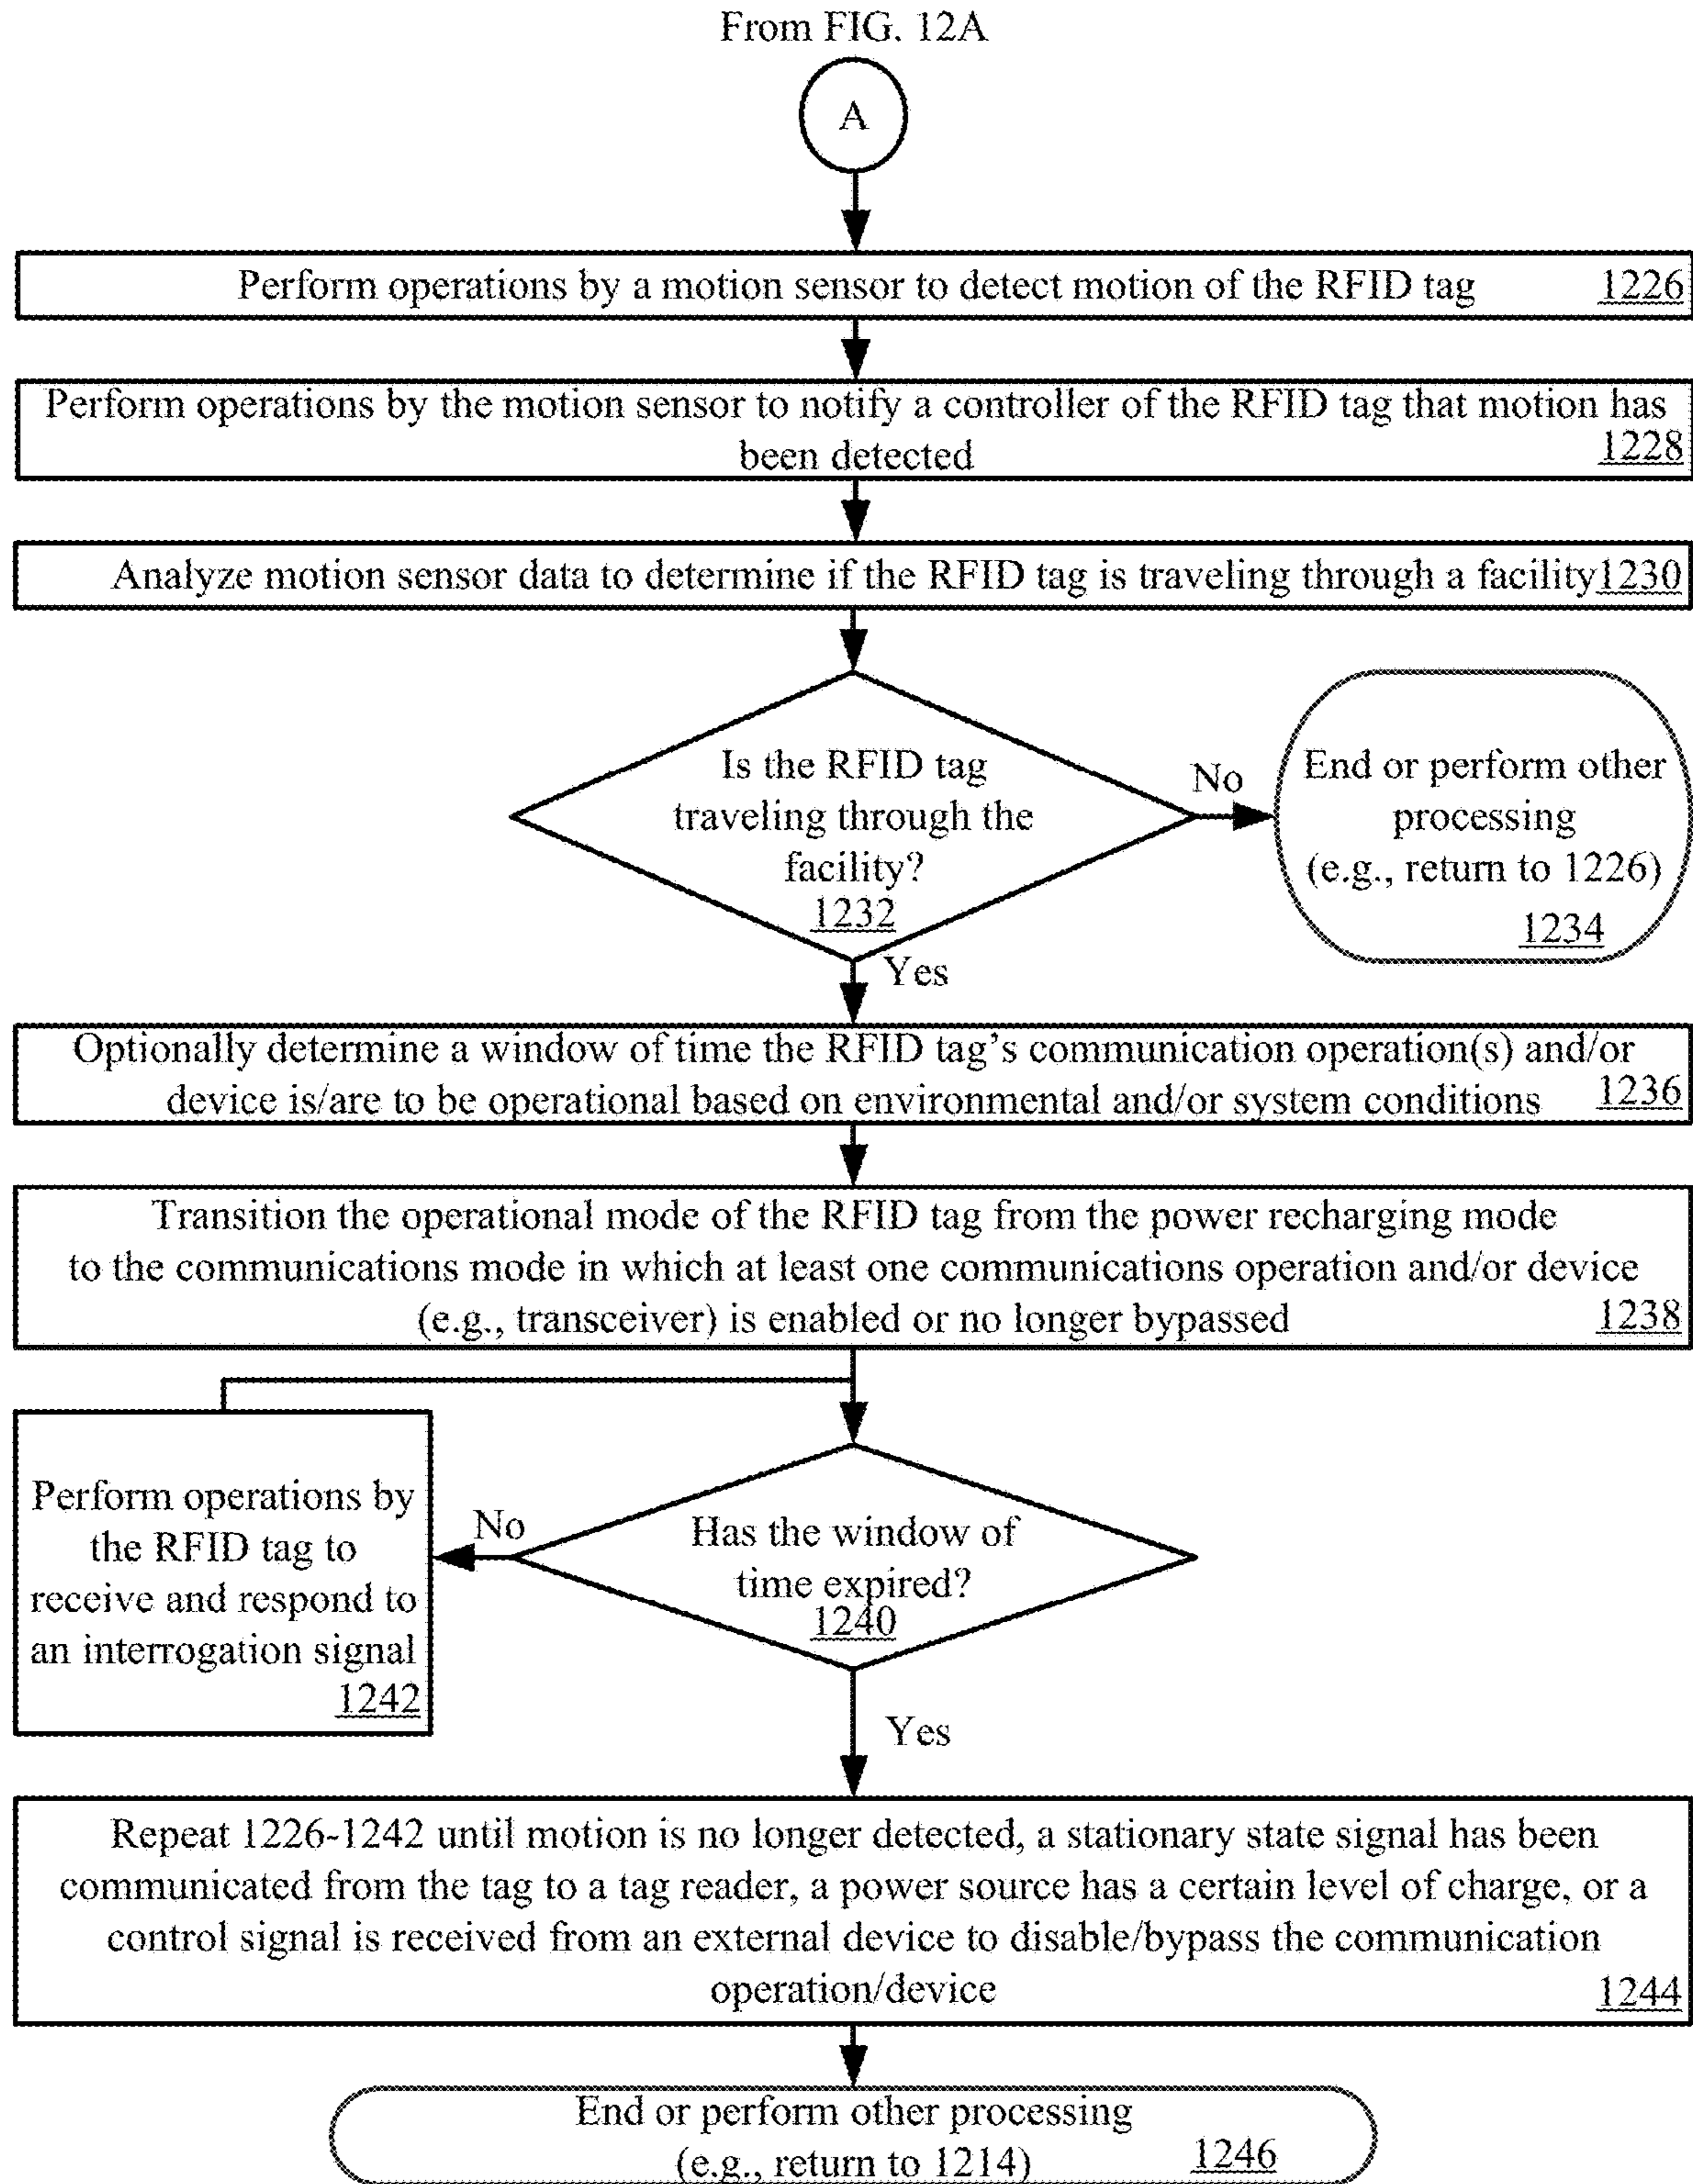 From FIG. 12A
A
Perform operations by a motion sensor to detect motion of the RFID tag 1226
Perform operations by the motion sensor to notify a controller of the RFID tag that motion has
been detected 1228
Analyze motion sensor data to determine if the RFID tag is traveling through a facility 1230
Is the RFID tag
traveling through the
facility?
1232
No
End or perform other
processing
(e.g., return to 1226)
1234
Yes
Optionally determine a window of time the RFID tag's communication operation(s) and/or
device is/are to be operational based on environmental and/or system conditions 1236
Transition the operational mode of the RFID tag from the power recharging mode
to the communications mode in which at least one communications operation and/or device
(e.g., transceiver) is enabled or no longer bypassed 1238
Perform operations by
the RFID tag to
receive and respond to
an interrogation signal
1242
No
Has the window of
time expired?
1240
Yes
Repeat 1226-1242 until motion is no longer detected, a stationary state signal has been
communicated from the tag to a tag reader, a power source has a certain level of charge, or a
control signal is received from an external device to disable/bypass the communication
operation/device 1244
End or perform other processing
(e.g., return to 1214) 1246